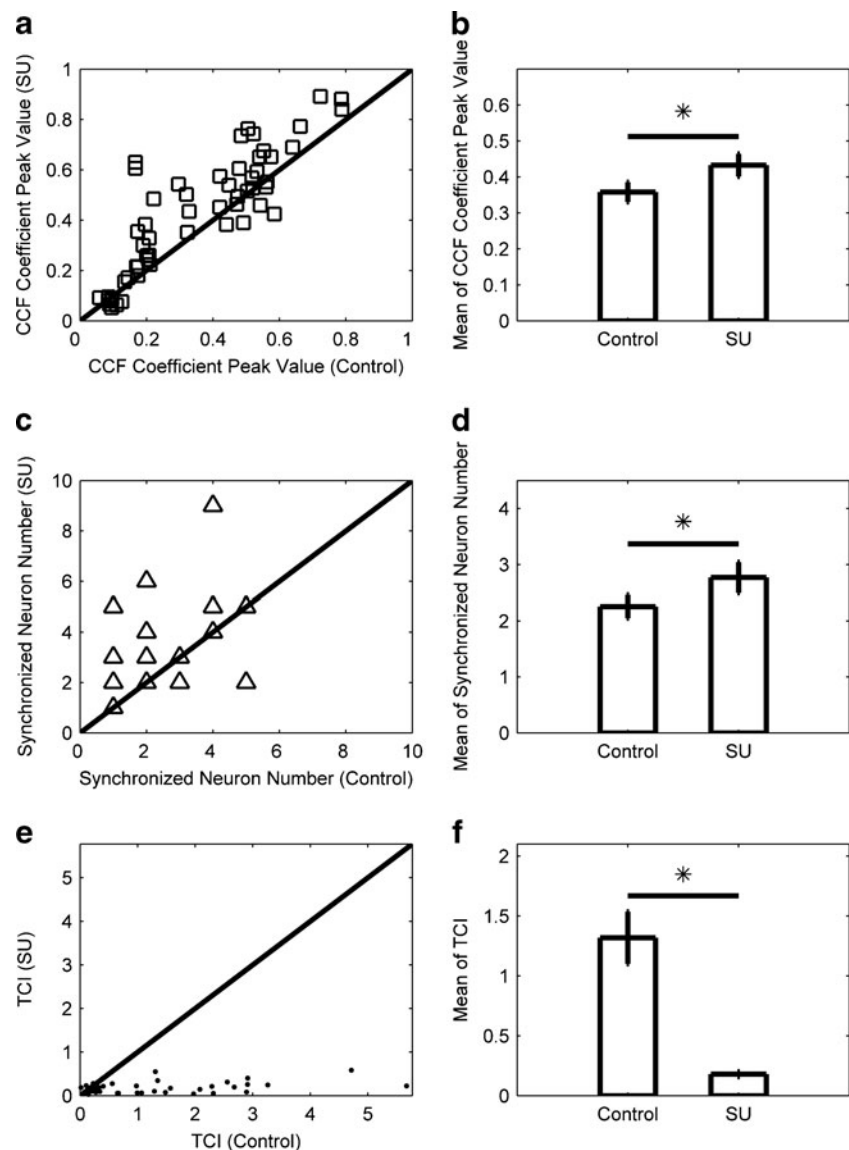 a
CCF Coefficient Peak Value (SU)
1
0.8
0.6
0.4
0.2
0
0 0.2 0.4 0.6 0.8 1
CCF Coefficient Peak Value (Control)
b
Mean of CCF Coefficient Peak Value
0.6
0.5
0.4
0.3
0.2
0.1
0
*
Control SU
c
Synchronized Neuron Number (SU)
10
8
6
4
2
0
0 2 4 6 8 10
Synchronized Neuron Number (Control)
d
Mean of Synchronized Neuron Number
4
3
2
1
0
*
Control SU
e
TCI (SU)
5
4
3
2
1
0
0 1 2 3 4 5
TCI (Control)
f
Mean of TCI
2
1.5
1
0.5
0
*
Control SU